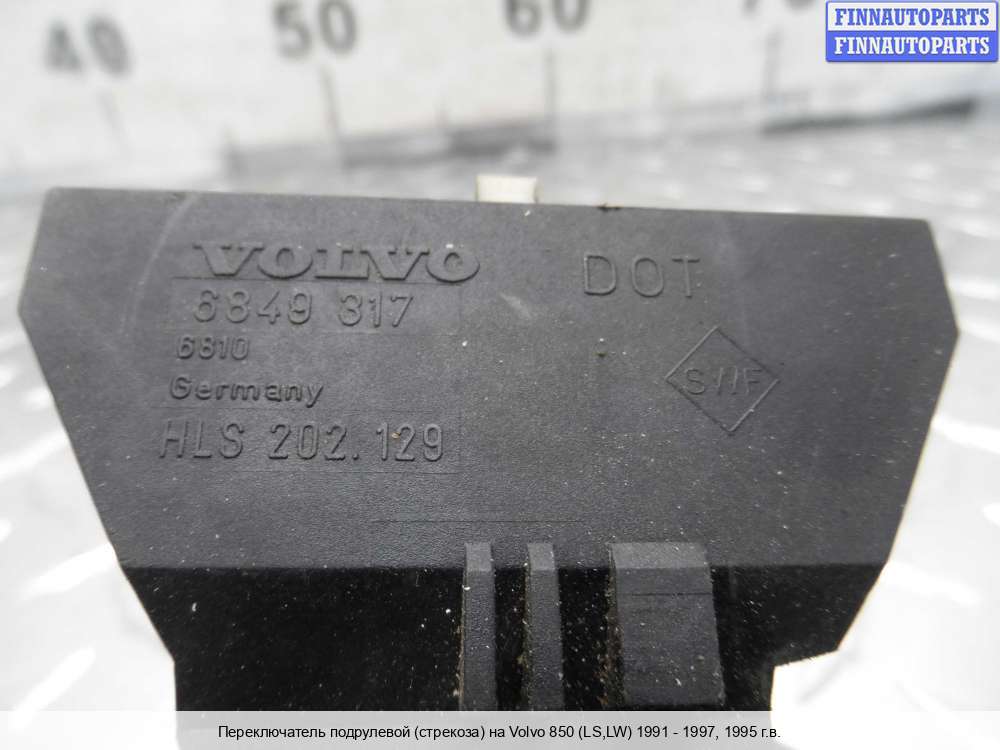 40 50 60
FINNAUTOPARTS
FINNAUTOPARTS
VOLVO
DOT
6849 317
6810
Germany
SWF
HLS 202.129
Переключатель подрулевой (стрекоза) на Volvo 850 (LS,LW) 1991 - 1997, 1995 г.в.